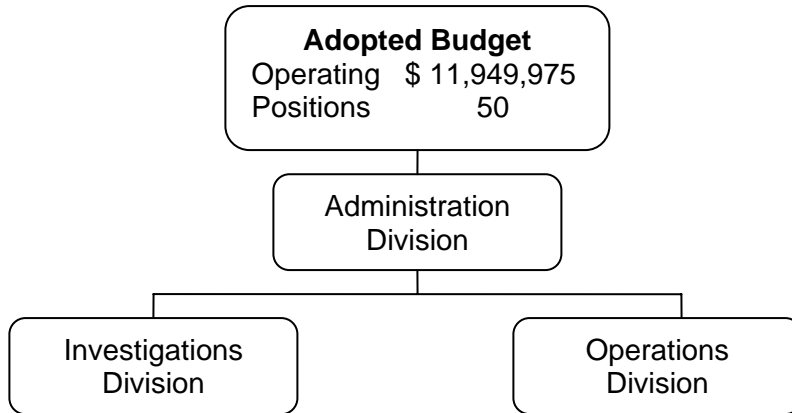 Adopted Budget
Operating $ 11,949,975
Positions 50
Administration
Division
Investigations
Division
Operations
Division